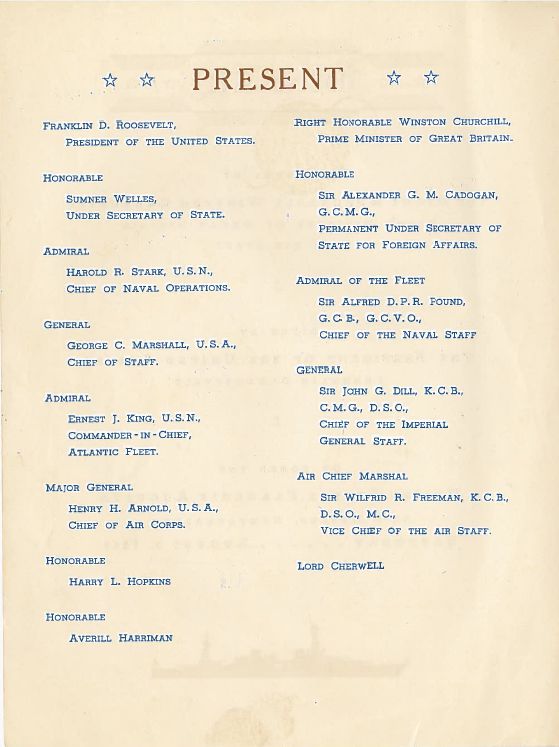 ☆ ☆ PRESENT ☆ ☆
Franklin D. Roosevelt,
President of the United States.
Honorable
Sumner Welles,
Under Secretary of State.
Admiral
Harold R. Stark, U.S.N.,
Chief of Naval Operations.
General
George C. Marshall, U.S.A.,
Chief of Staff.
Admiral
Ernest J. King, U.S.N.,
Commander-in-Chief,
Atlantic Fleet.
Major General
Henry H. Arnold, U.S.A.,
Chief of Air Corps.
Honorable
Harry L. Hopkins
Honorable
Averill Harriman
Right Honorable Winston Churchill,
Prime Minister of Great Britain.
Honorable
Sir Alexander G. M. Cadogan,
G.C.M.G.,
Permanent Under Secretary of
State for Foreign Affairs.
Admiral of the Fleet
Sir Alfred D.P.R. Pound,
G.C.B., G.C.V.O.,
Chief of the Naval Staff
General
Sir John G. Dill, K.C.B.,
C.M.G., D.S.O.,
Chief of the Imperial
General Staff.
Air Chief Marshal
Sir Wilfrid R. Freeman, K.C.B.,
D.S.O., M.C.,
Vice Chief of the Air Staff.
Lord Cherwell